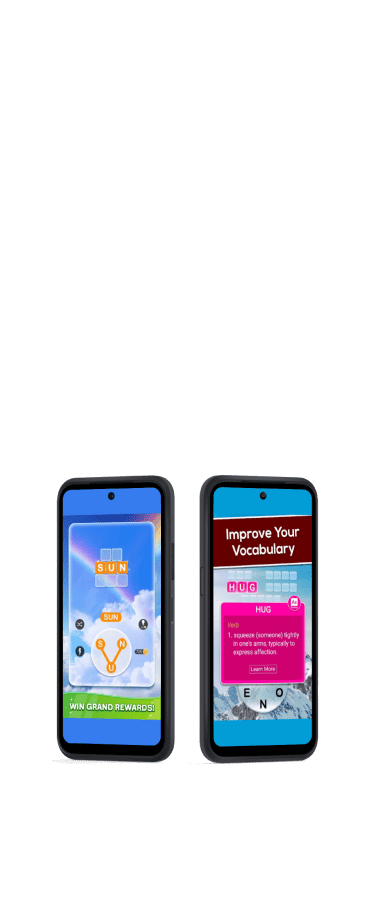 SUN
SUN
S N
U
WIN GRAND REWARDS!
Improve Your
Vocabulary
HUG
HUG
Verb
1. squeeze (someone) tightly
in one's arms, typically to
express affection.
Learn More
E O
N